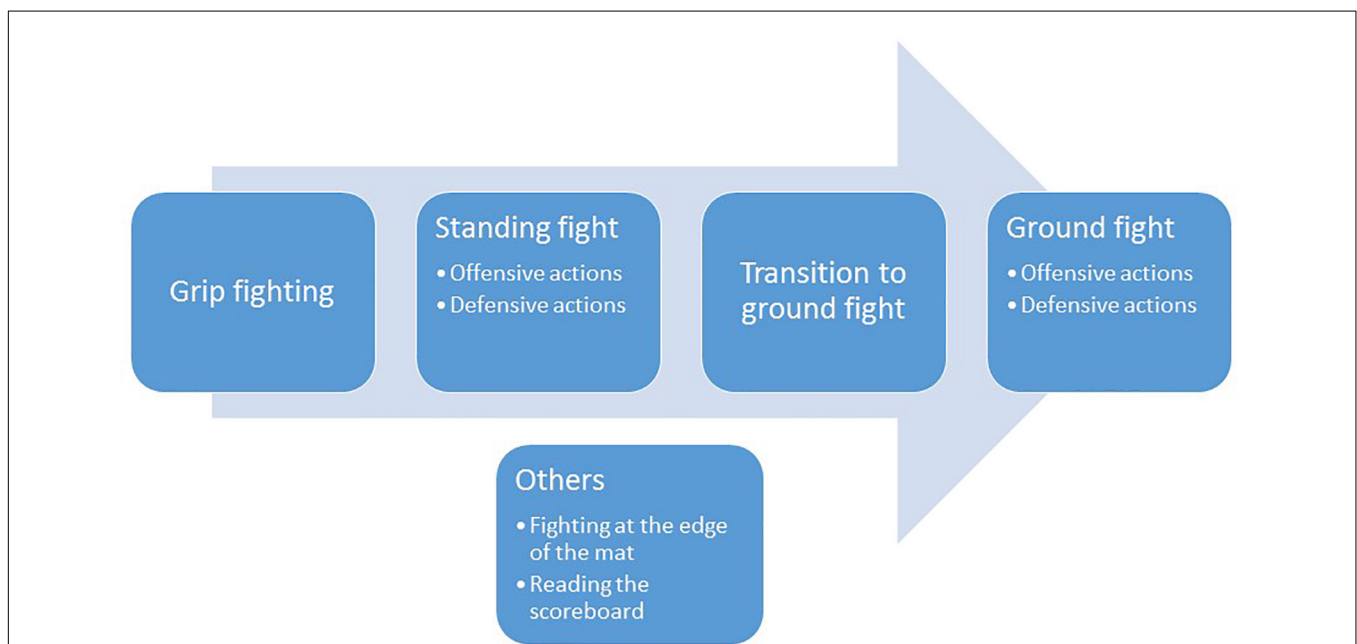 Grip fighting
Standing fight
• Offensive actions
• Defensive actions
Transition to
ground fight
Ground fight
• Offensive actions
• Defensive actions
Others
• Fighting at the edge
of the mat
• Reading the
scoreboard